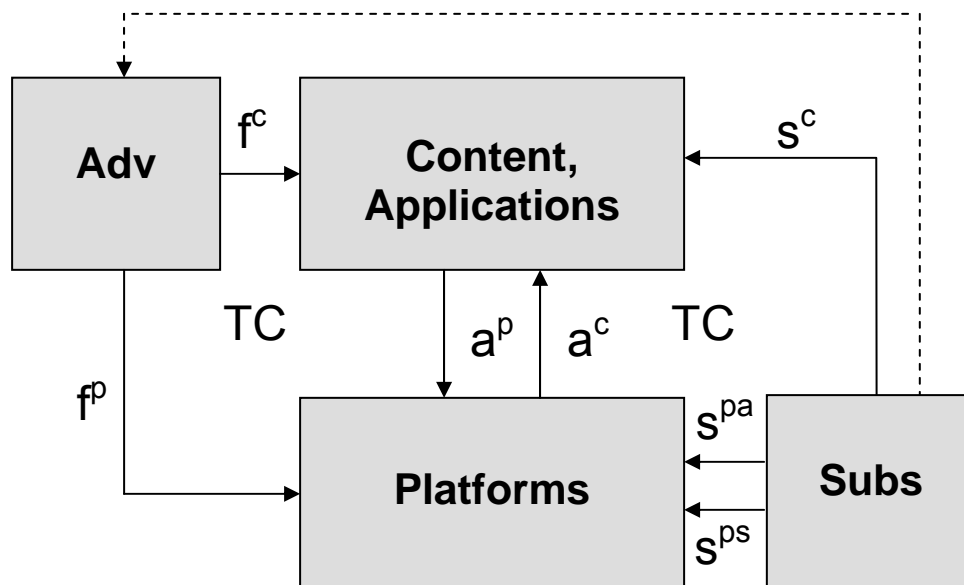 f^c
s^c
Adv
Content,
Applications
TC
a^p
a^c
TC
f^p
s^pa
Platforms
Subs
s^ps